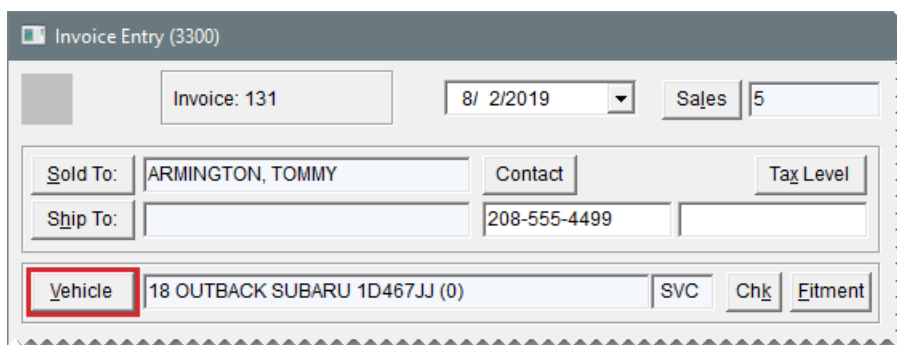 Invoice Entry (3300)
Invoice: 131 8/ 2/2019 Sales 5
Sold To: ARMINGTON, TOMMY Contact Tax Level
Ship To: 208-555-4499
Vehicle 18 OUTBACK SUBARU 1D467JJ (0) SVC Chk Fitment